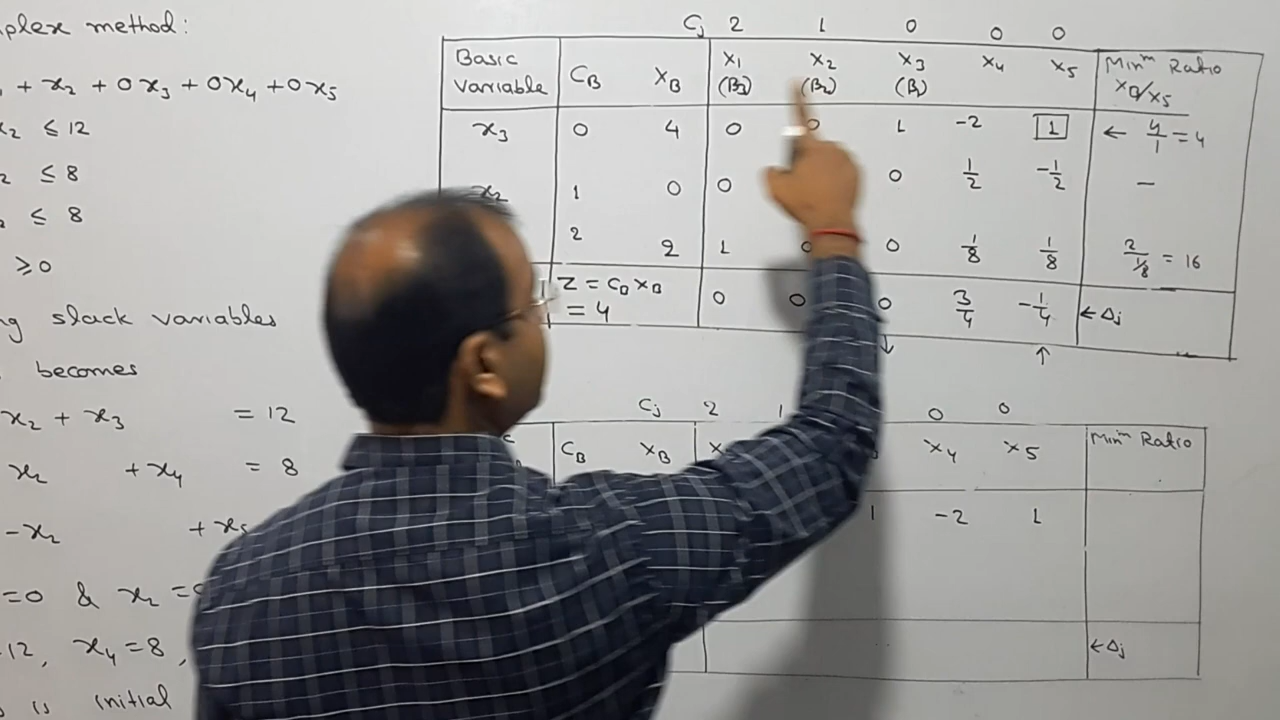 plex method:
+ x₂ + 0x₃ + 0x₄ + 0x₅
x₂ ≤ 12
≤ 8
≤ 8
≥ 0
slack variables
becomes
x₂ + x₃ = 12
x₂ + x₄ = 8
- x₂ + x₅
= 0 & x₂ =
12, x₄ = 8,
is initial
Cj 2 1 0 0 0
Basic Variable CB XB x₁ (B₃) x₂ (B₂) x₃ (B₁) x₄ x₅ Minᵐ Ratio XB/x₅
x₃ 0 4 0 0 1 -2 1 ← 4/1 = 4
x₂ 1 0 0 0 1/2 -1/2 —
2 2 1 0 0 1/8 1/8 2/1/8 = 16
Z = CB XB = 4 0 0 0 3/4 -1/4 ← Δj
↓ ↑
Cj 2 1 0 0
CB XB x₄ x₅ Minᵐ Ratio
1 -2 1
← Δj